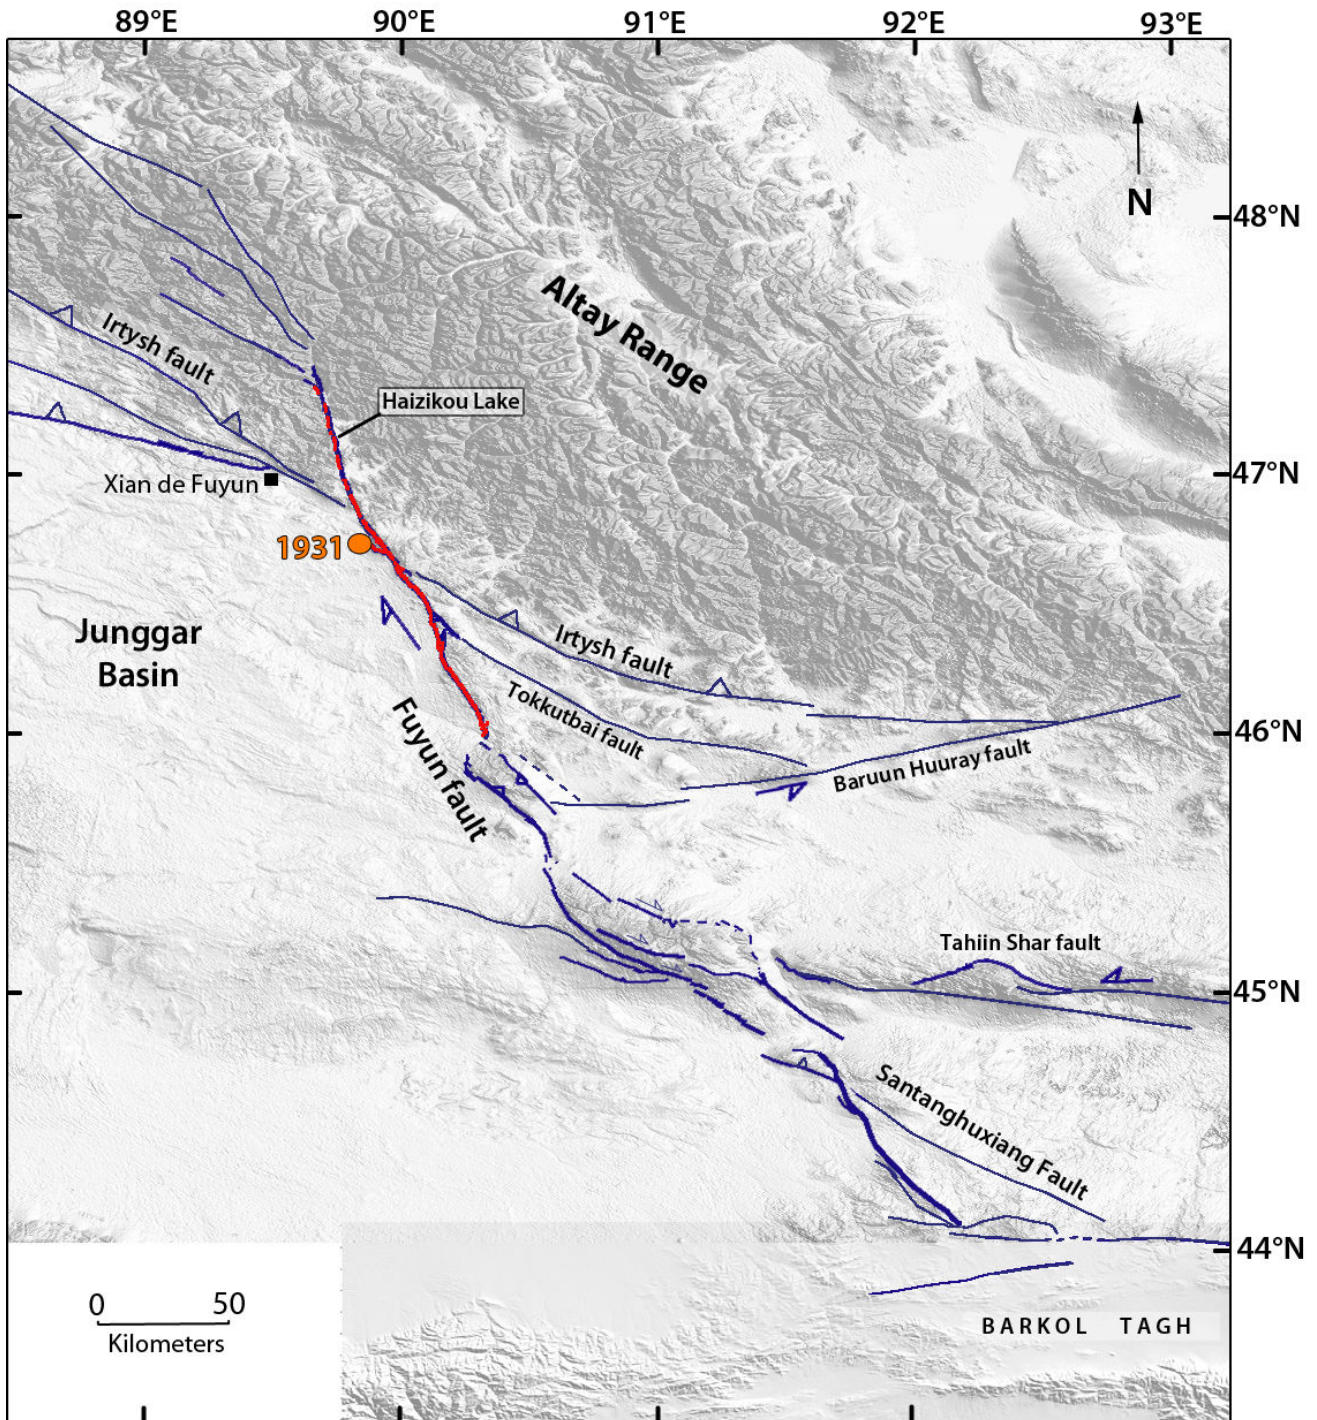 89°E 90°E 91°E 92°E 93°E
N
48°N
Altay Range
Irtysh fault
Haizikou Lake
47°N
Xian de Fuyun
1931
Junggar
Basin
Irtysh fault
Tokkutbai fault
46°N
Fuyun fault
Baruun Huuray fault
Tahiin Shar fault
45°N
Santanghuxiang Fault
44°N
0 50
Kilometers
BARKOL TAGH